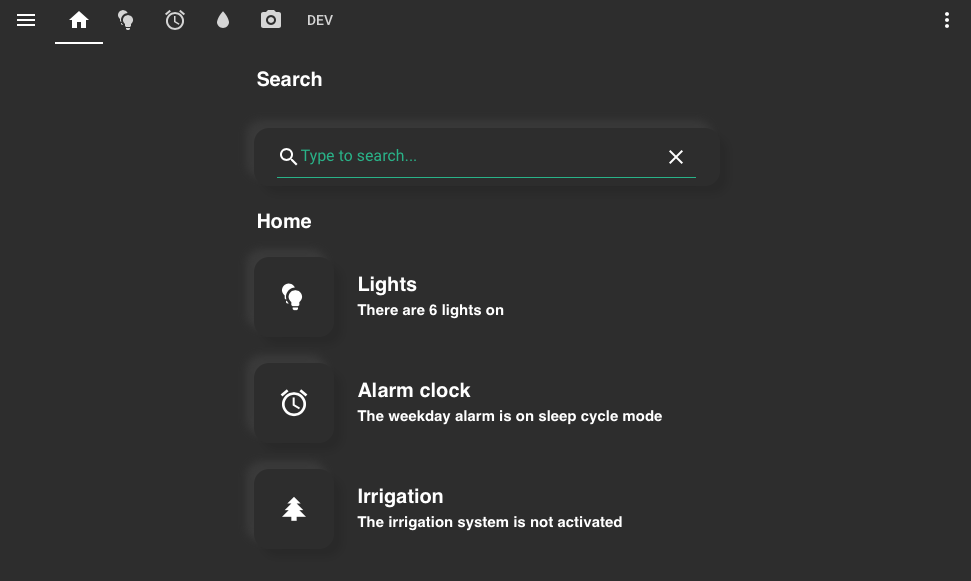 DEV
Search
Type to search...
Home
Lights
There are 6 lights on
Alarm clock
The weekday alarm is on sleep cycle mode
Irrigation
The irrigation system is not activated